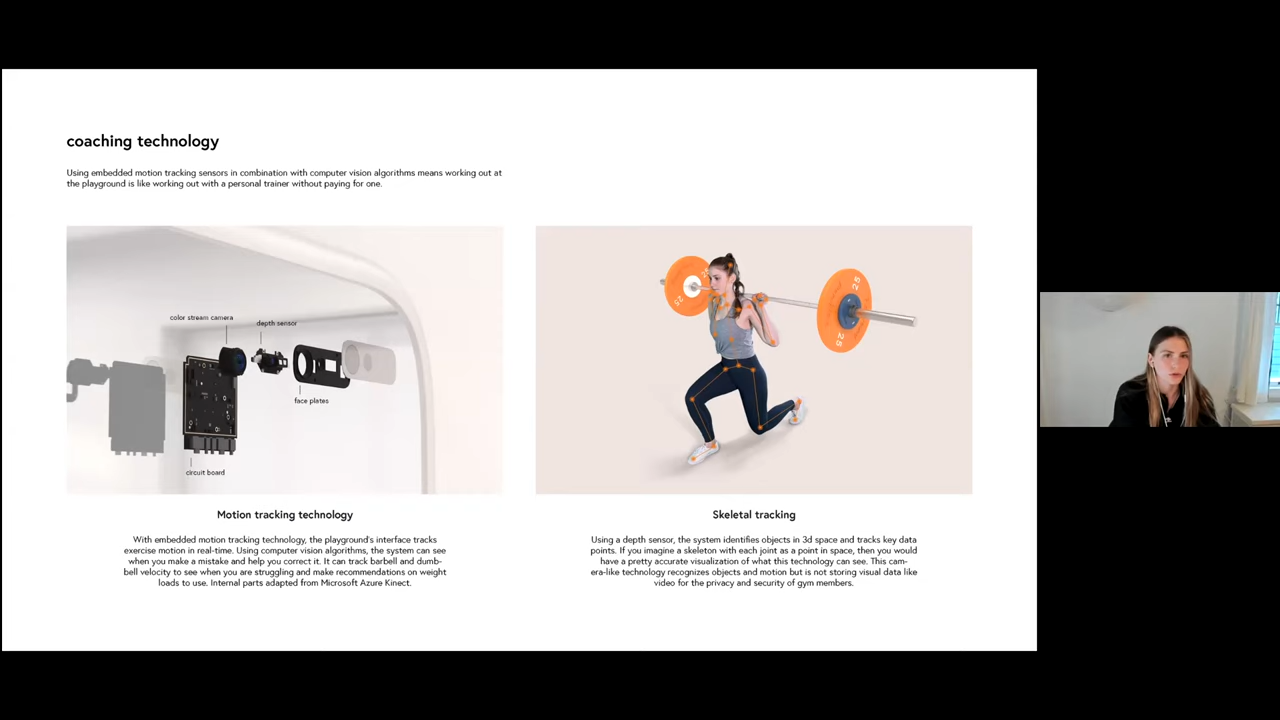 coaching technology
Using embedded motion tracking sensors in combination with computer vision algorithms means working out at
the playground is like working out with a personal trainer without paying for one.
color stream camera
depth sensor
face plates
circuit board
25
25
25
Motion tracking technology
With embedded motion tracking technology, the playground's interface tracks
exercise motion in real-time. Using computer vision algorithms, the system can see
when you make a mistake and help you correct it. It can track barbell and dumb-
bell velocity to see when you are struggling and make recommendations on weight
loads to use. Internal parts adapted from Microsoft Azure Kinect.
Skeletal tracking
Using a depth sensor, the system identifies objects in 3d space and tracks key data
points. If you imagine a skeleton with each joint as a point in space, then you would
have a pretty accurate visualization of what this technology can see. This cam-
era-like technology recognizes objects and motion but is not storing visual data like
video for the privacy and security of gym members.